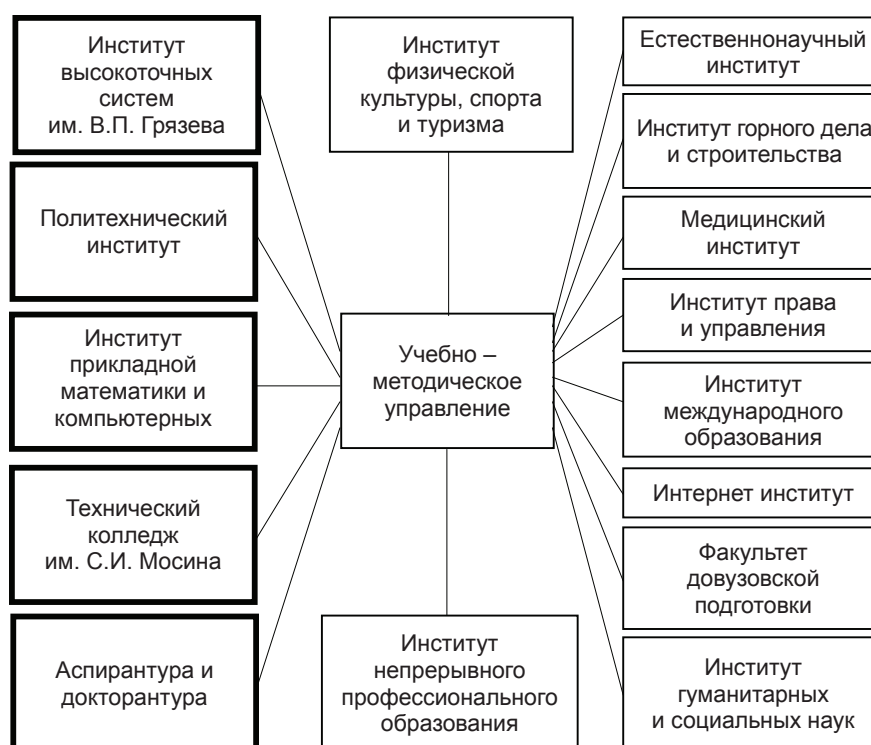 Институт
высокоточных
систем
им. В.П. Грязева
Политехнический
институт
Институт
прикладной
математики и
компьютерных
Технический
колледж
им. С.И. Мосина
Аспирантура и
докторантура
Институт
физической
культуры, спорта
и туризма
Учебно –
методическое
управление
Институт
непрерывного
профессионального
образования
Естественнонаучный
институт
Институт горного дела
и строительства
Медицинский
институт
Институт права
и управления
Институт
международного
образования
Интернет институт
Факультет
довузовской
подготовки
Институт
гуманитарных
и социальных наук